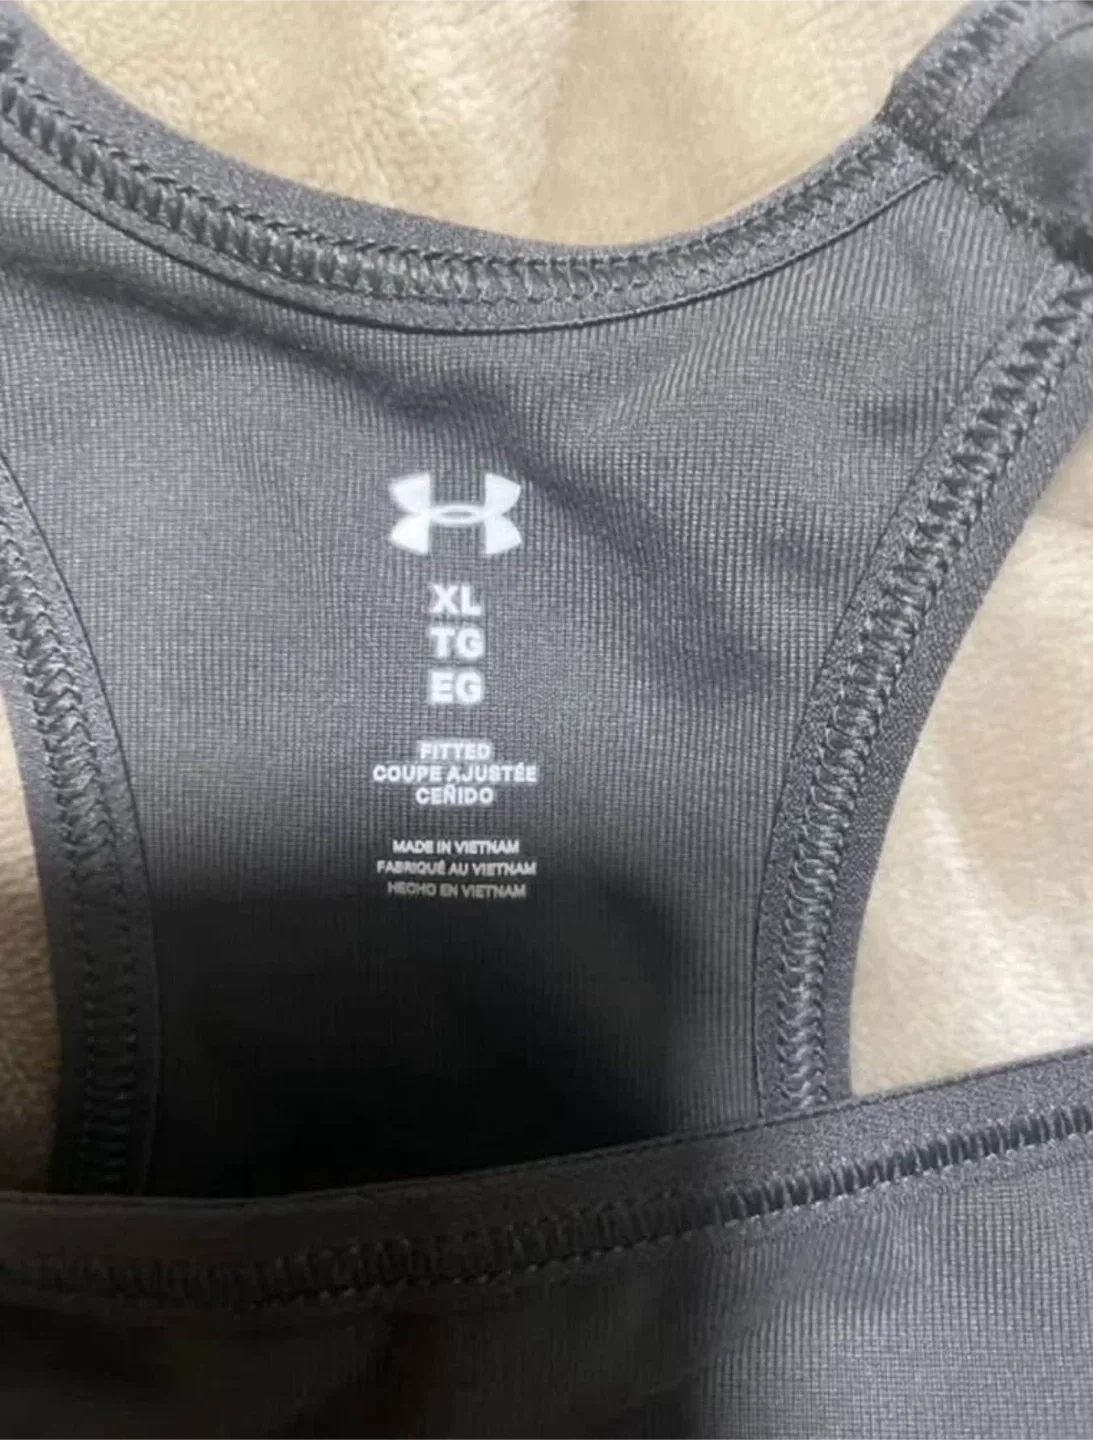 XL
TG
EG
FITTED
COUPE AJUSTÉE
CEÑIDO
MADE IN VIETNAM
FABRIQUÉ AU VIETNAM
HECHO EN VIETNAM